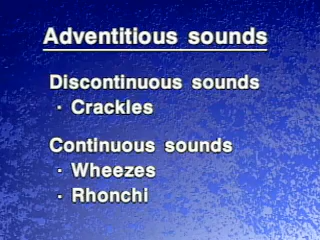 Adventitious sounds
Discontinuous sounds
· Crackles
Continuous sounds
· Wheezes
· Rhonchi